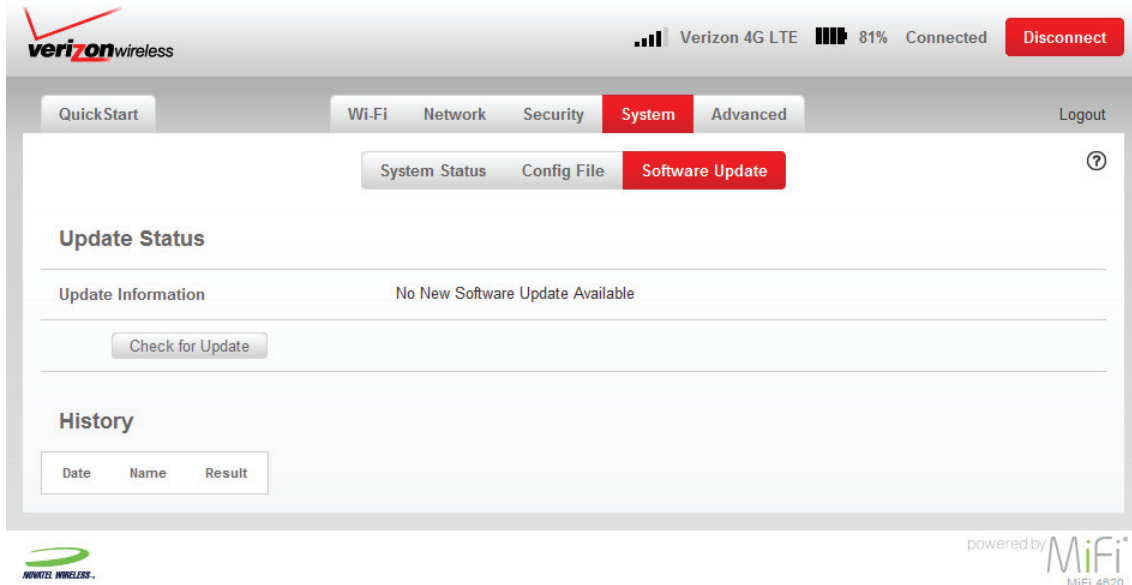 verizonwireless
Verizon 4G LTE 81% Connected Disconnect
QuickStart Wi-Fi Network Security System Advanced Logout
System Status Config File Software Update ?
Update Status
Update Information No New Software Update Available
Check for Update
History
Date Name Result
powered by MiFi
NOVATEL WIRELESS
MiFi 4620